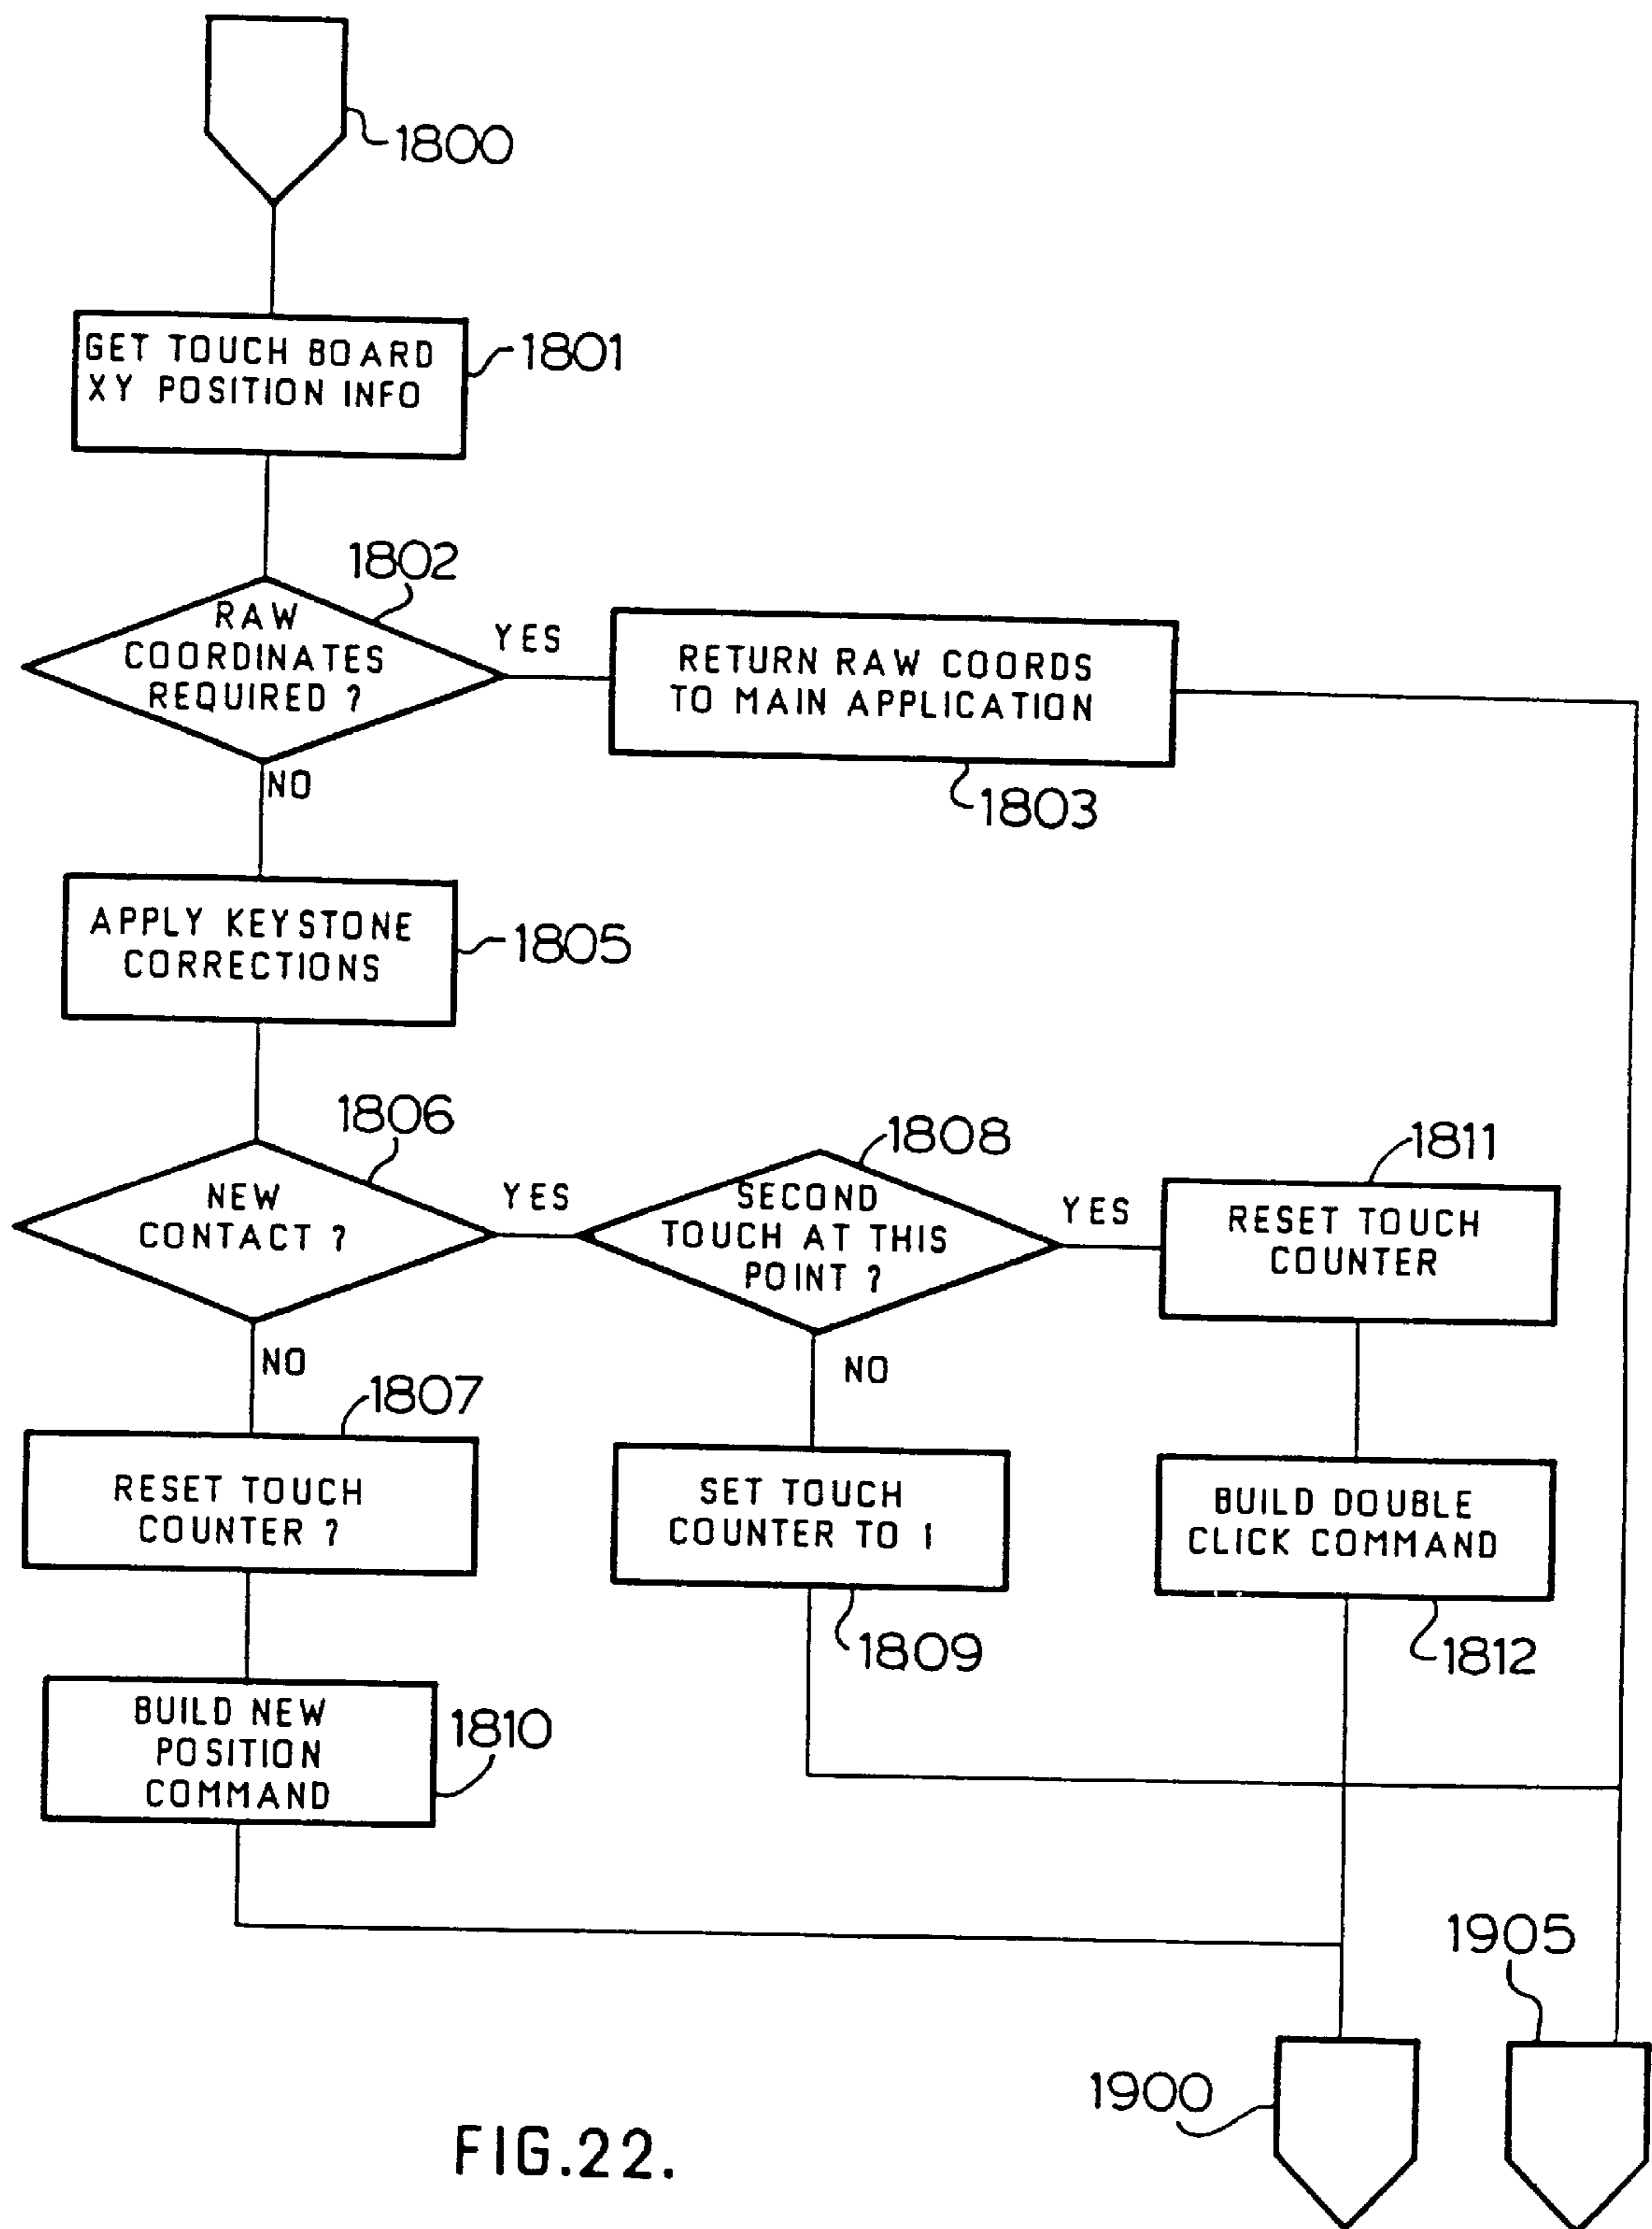 1800
GET TOUCH BOARD
XY POSITION INFO
1801
1802
RAW
COORDINATES
REQUIRED ?
YES
RETURN RAW COORDS
TO MAIN APPLICATION
1803
NO
APPLY KEYSTONE
CORRECTIONS
1805
1806
NEW
CONTACT ?
YES
1808
SECOND
TOUCH AT THIS
POINT ?
YES
1811
RESET TOUCH
COUNTER
NO
1807
RESET TOUCH
COUNTER ?
NO
SET TOUCH
COUNTER TO 1
1809
BUILD DOUBLE
CLICK COMMAND
1812
BUILD NEW
POSITION
COMMAND
1810
1905
1900
FIG.22.